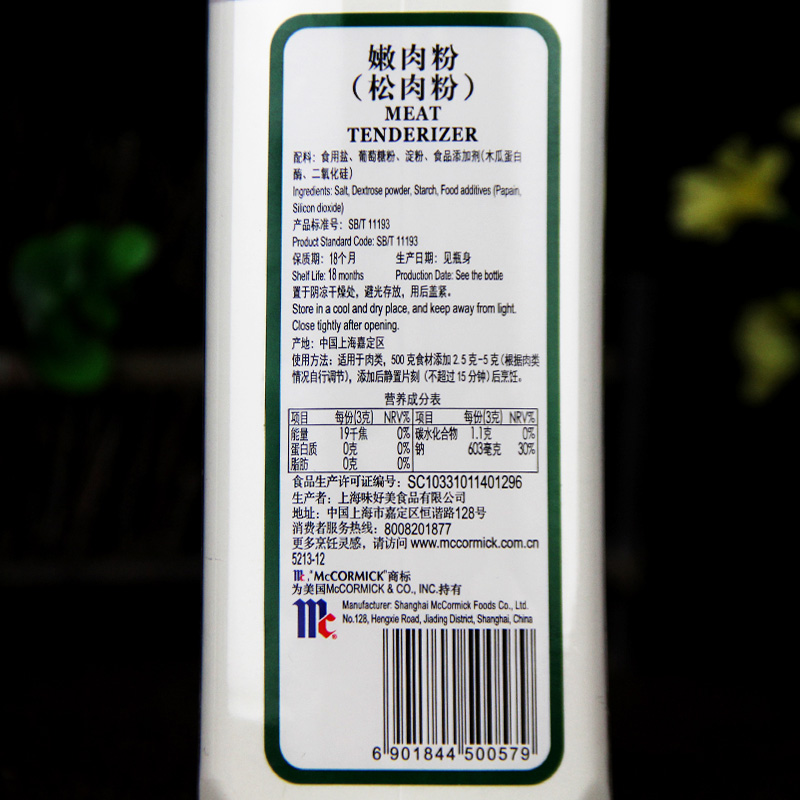 嫩肉粉
（松肉粉）
MEAT
TENDERIZER
配料：食用盐、葡萄糖粉、淀粉、食品添加剂(木瓜蛋白
酶、二氧化硅)
Ingredients: Salt, Dextrose powder, Starch, Food additives (Papain,
Silicon dioxide)
产品标准号：SB/T 11193
Product Standard Code: SB/T 11193
保质期：18个月 生产日期：见瓶身
Shelf Life: 18 months Production Date: See the bottle
置于阴凉干燥处，避光存放，用后盖紧。
Store in a cool and dry place, and keep away from light.
Close tightly after opening.
产地：中国上海嘉定区
使用方法：适用于肉类，500克食材添加2.5克-5克(根据肉类
情况自行调节)，添加后静置片刻（不超过15分钟)后烹饪。
营养成分表
项目 每份(3克) NRV% 项目 每份(3克) NRV%
能量 19千焦 0% 碳水化合物 1.1克 0%
蛋白质 0克 0% 钠 603毫克 30%
脂肪 0克 0%
食品生产许可证编号：SC10331011401296
生产者：上海味好美食品有限公司
地址：中国上海市嘉定区恒谐路128号
消费者服务热线：8008201877
更多烹饪灵感，请访问 www.mccormick.com.cn
5213-12
Mc,"McCORMICK"商标
为美国McCORMICK & CO., INC.持有
Mc®
Manufacturer: Shanghai McCormick Foods Co., Ltd.
No.128, Hengxie Road, Jiading District, Shanghai, China
6 901844 500579